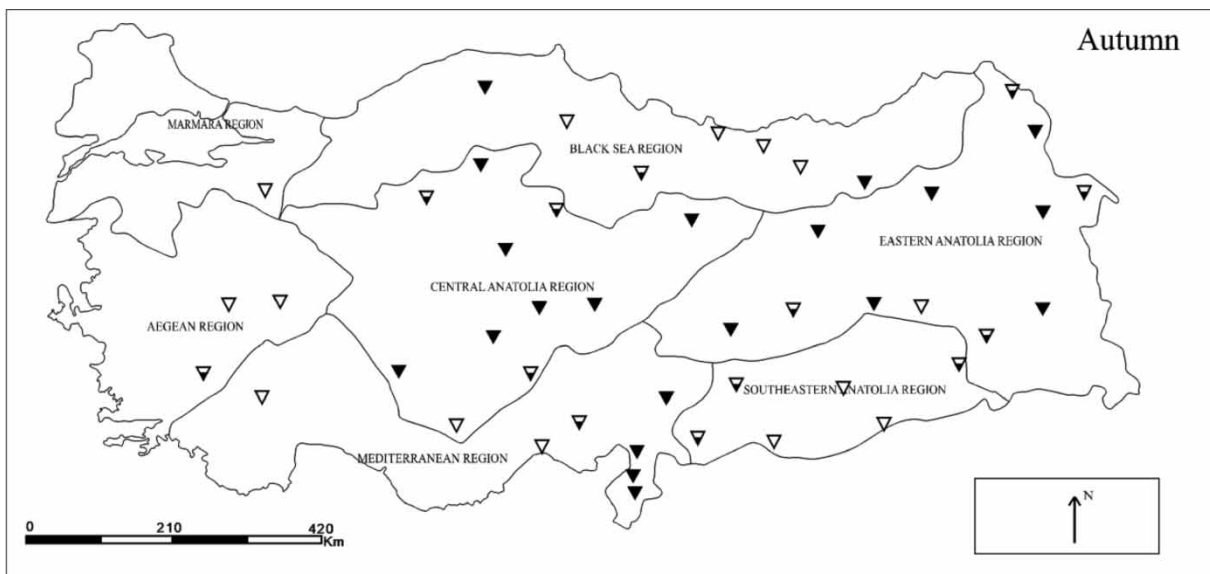 Autumn
MARMARA REGION
BLACK SEA REGION
EASTERN ANATOLIA REGION
CENTRAL ANATOLIA REGION
AEGEAN REGION
SOUTHEASTERN ANATOLIA REGION
MEDITERRANEAN REGION
N
0 210 420
Km